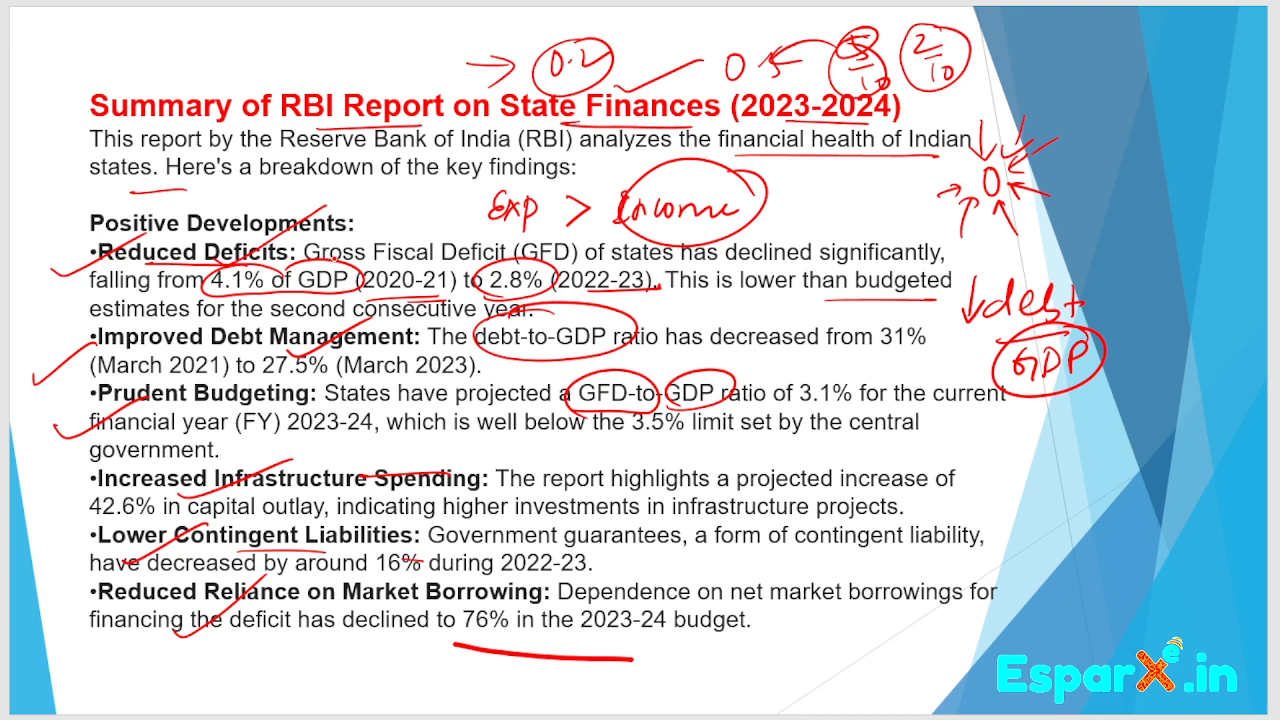 → 0.2 0.5 5/10 2/10
Summary of RBI Report on State Finances (2023-2024)
This report by the Reserve Bank of India (RBI) analyzes the financial health of Indian
states. Here's a breakdown of the key findings:
0
Exp > Income
Positive Developments:
•Reduced Deficits: Gross Fiscal Deficit (GFD) of states has declined significantly,
falling from 4.1% of GDP (2020-21) to 2.8% (2022-23). This is lower than budgeted
estimates for the second consecutive year.
↓debt
GDP
•Improved Debt Management: The debt-to-GDP ratio has decreased from 31%
(March 2021) to 27.5% (March 2023).
•Prudent Budgeting: States have projected a GFD-to-GDP ratio of 3.1% for the current
financial year (FY) 2023-24, which is well below the 3.5% limit set by the central
government.
•Increased Infrastructure Spending: The report highlights a projected increase of
42.6% in capital outlay, indicating higher investments in infrastructure projects.
•Lower Contingent Liabilities: Government guarantees, a form of contingent liability,
have decreased by around 16% during 2022-23.
•Reduced Reliance on Market Borrowing: Dependence on net market borrowings for
financing the deficit has declined to 76% in the 2023-24 budget.
EsparXe.in